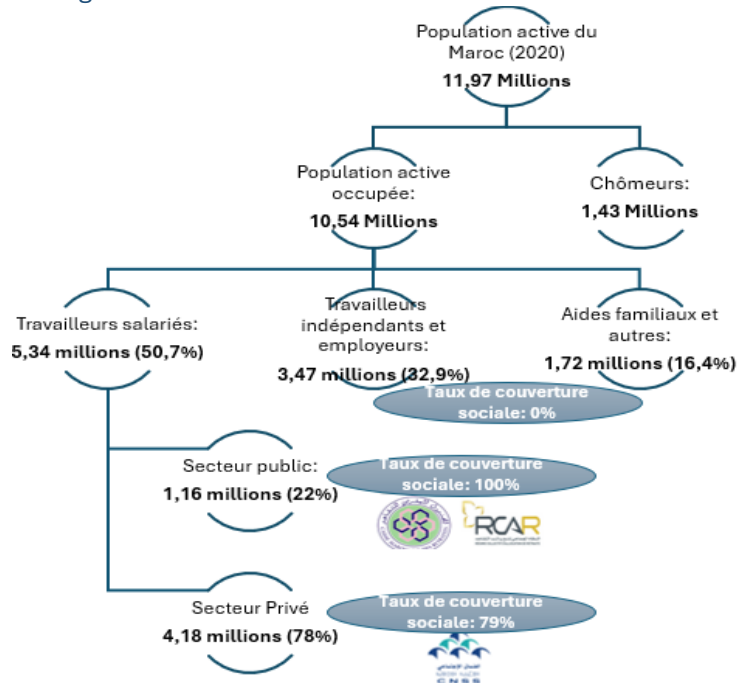 Population active du
Maroc (2020)
11,97 Millions
Population active
occupée:
10,54 Millions
Chômeurs:
1,43 Millions
Travailleurs salariés:
5,34 millions (50,7%)
Travailleurs
indépendants et
employeurs:
3,47 millions (32,9%)
Aides familiaux et
autres:
1,72 millions (16,4%)
Taux de couverture
sociale: 0%
Secteur public:
1,16 millions (22%)
Taux de couverture
sociale: 100%
RCAR
Secteur Privé
4,18 millions (78%)
Taux de couverture
sociale: 79%
الضمان الاجتماعي
CNSS